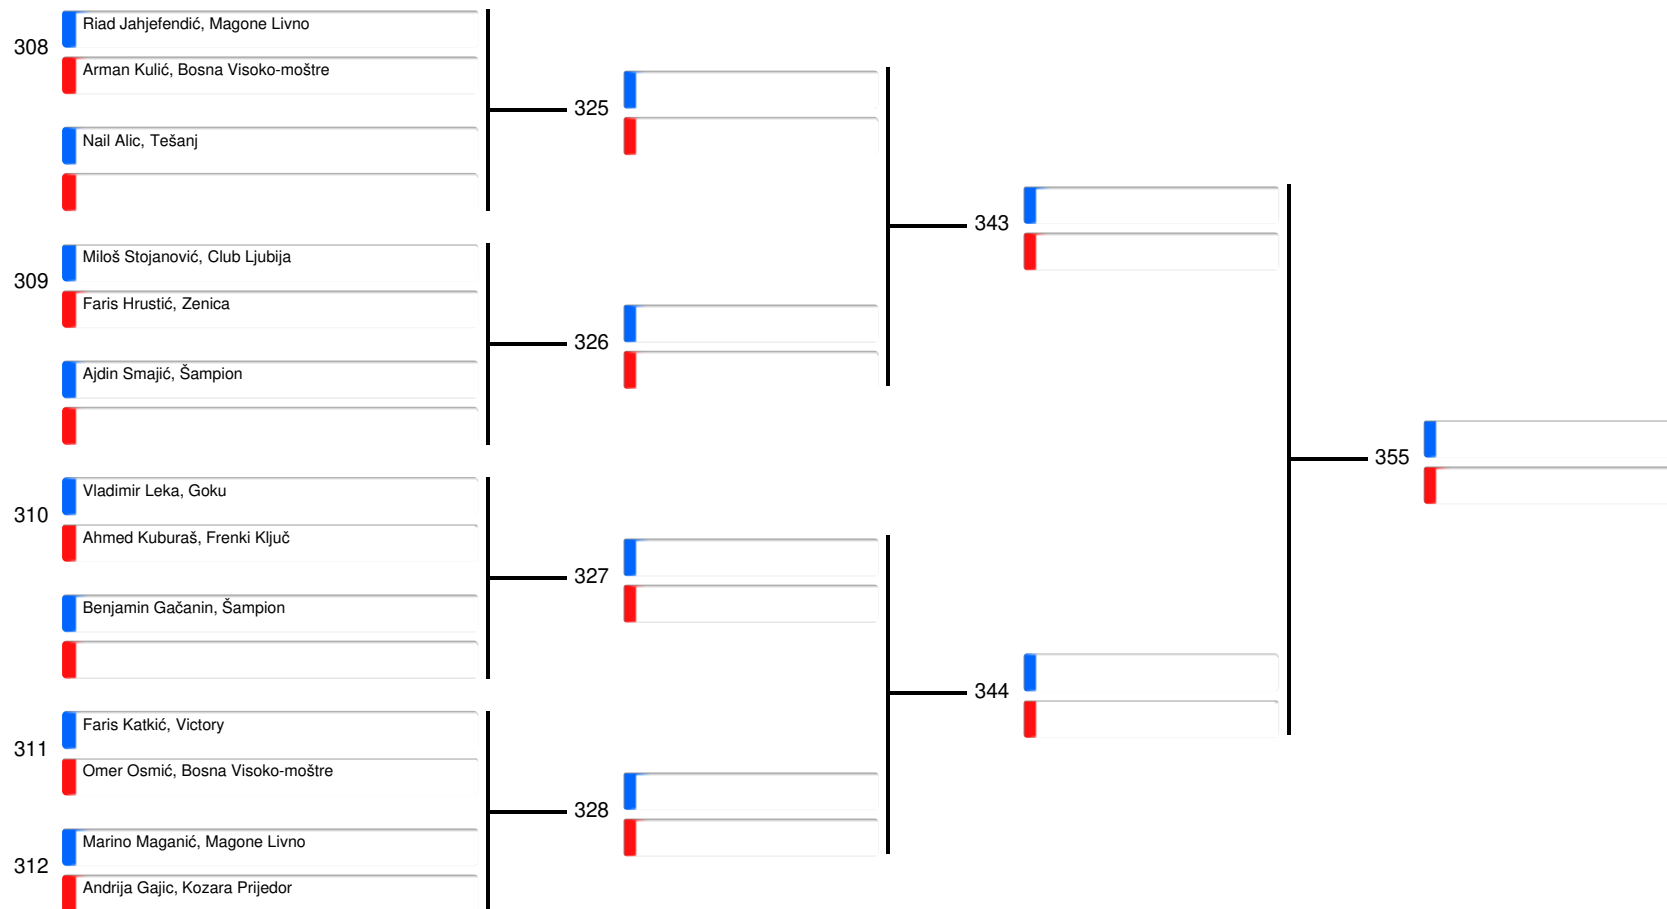 308
Riad Jahjefendić, Magone Livno
Arman Kulić, Bosna Visoko-moštre
Nail Alic, Tešanj
309
Miloš Stojanović, Club Ljubija
Faris Hrustić, Zenica
Ajdin Smajić, Šampion
310
Vladimir Leka, Goku
Ahmed Kuburaš, Frenki Ključ
Benjamin Gačanin, Šampion
311
Faris Katkić, Victory
Omer Osmić, Bosna Visoko-moštre
312
Marino Maganić, Magone Livno
Andrija Gajic, Kozara Prijedor
325
326
327
328
343
344
355